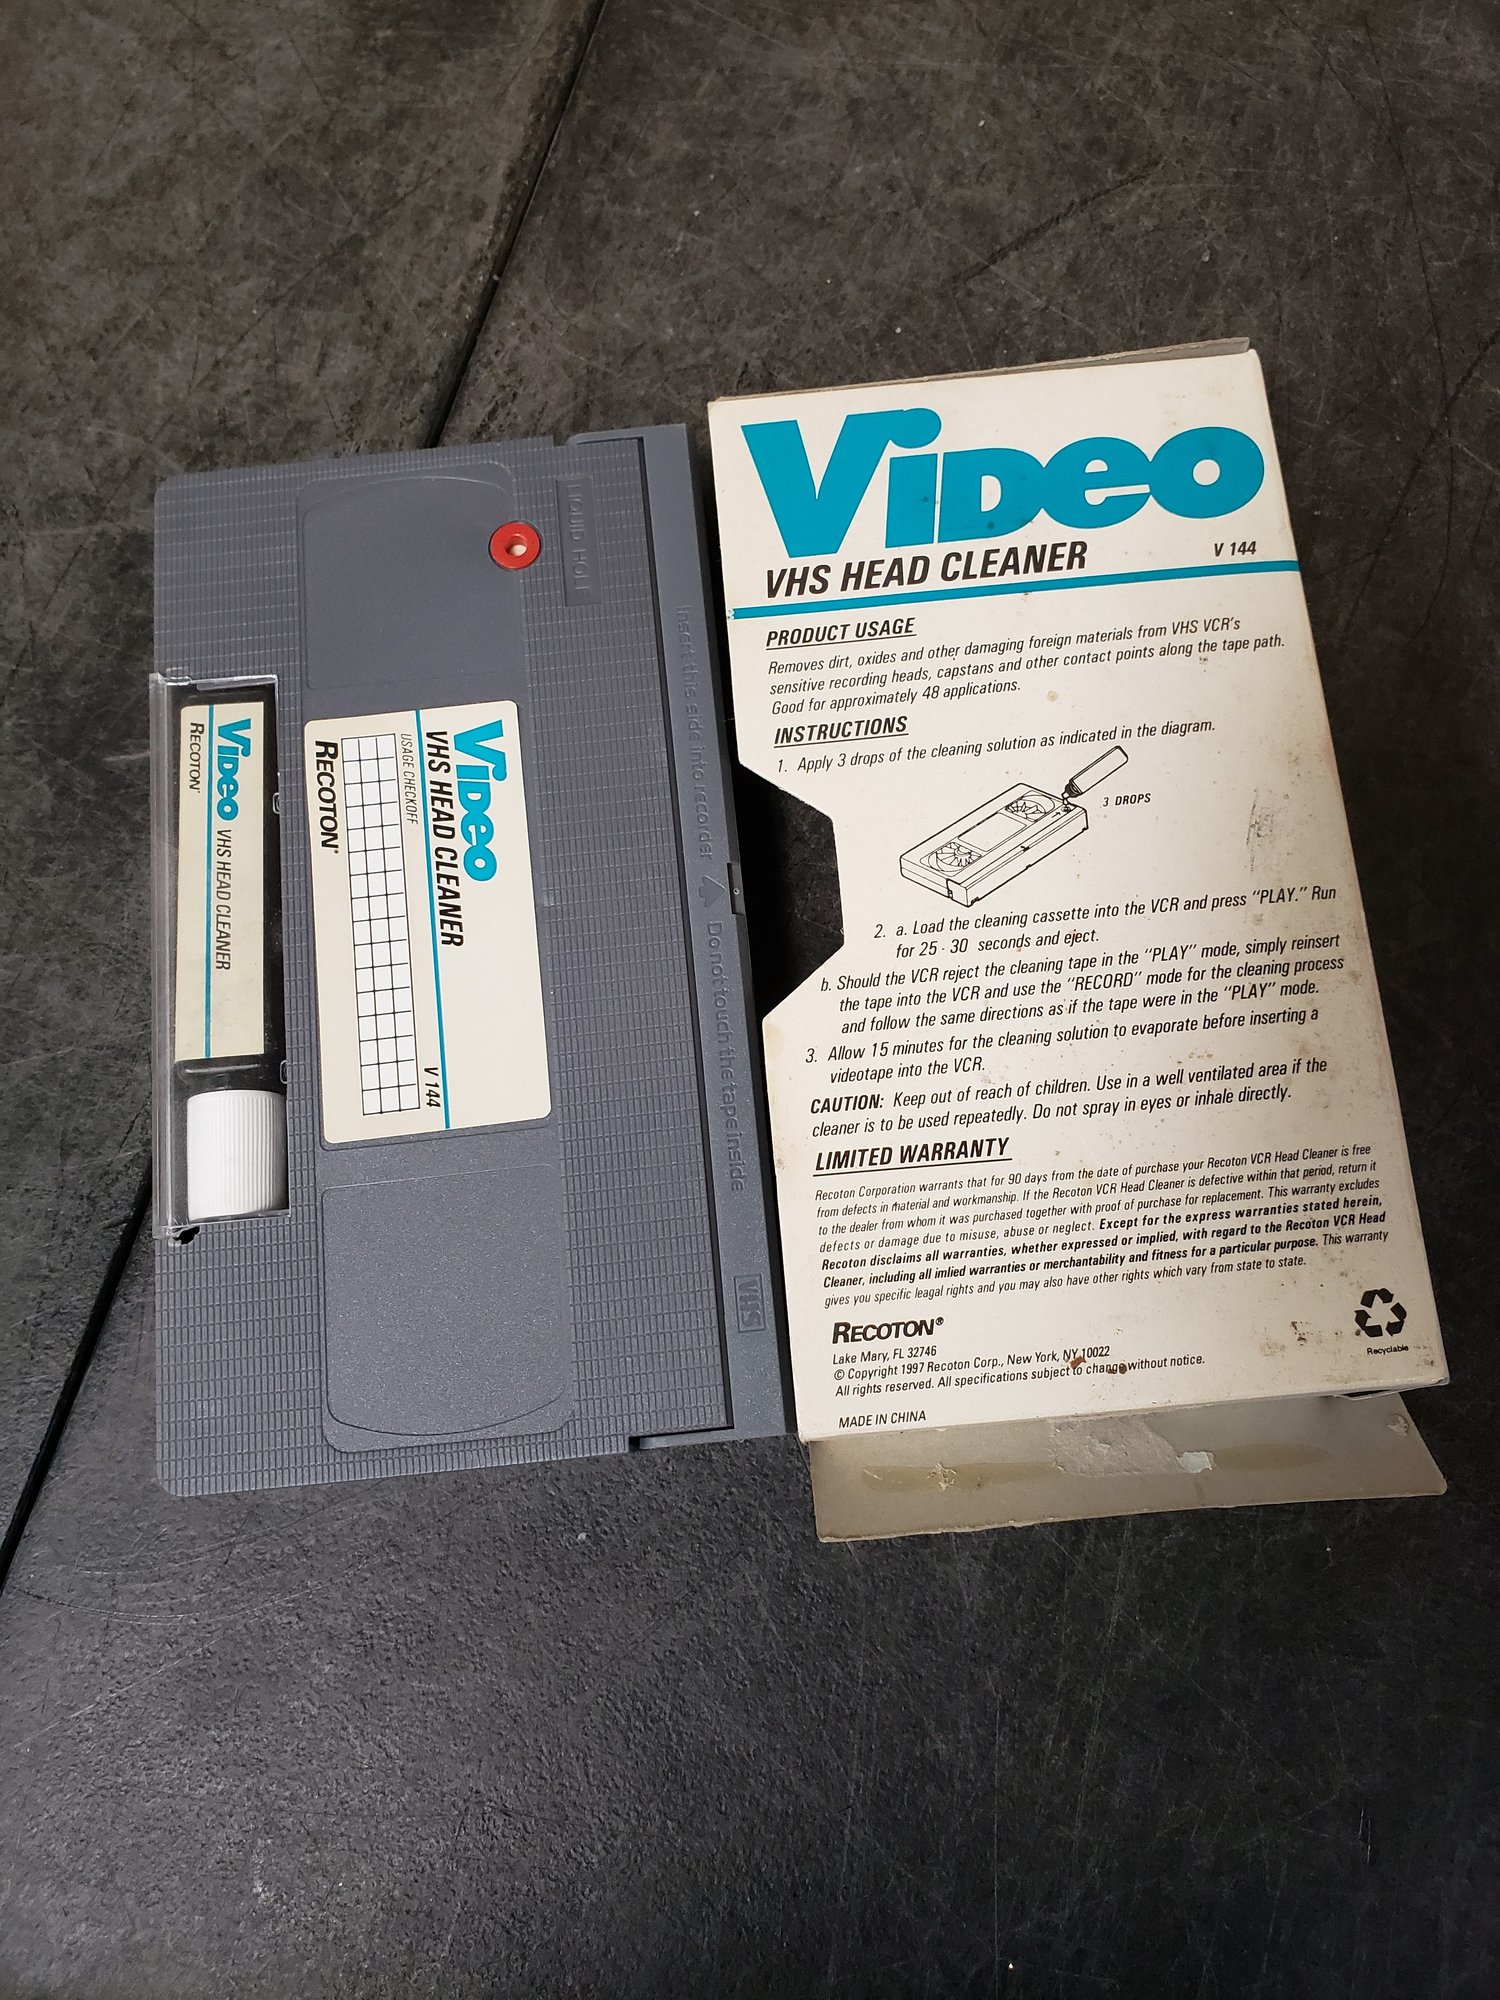 VIDEO
VHS HEAD CLEANER
RECOTON
VIDEO
VHS HEAD CLEANER
V 144
USAGE CHECKOFF
RECOTON®
LIQUID HOLE
Insert this side into recorder
Do not touch the tape inside
VHS
VIDEO
VHS HEAD CLEANER
V 144
PRODUCT USAGE
Removes dirt, oxides and other damaging foreign materials from VHS VCR's
sensitive recording heads, capstans and other contact points along the tape path.
Good for approximately 48 applications.
INSTRUCTIONS
1. Apply 3 drops of the cleaning solution as indicated in the diagram.
3 DROPS
2. a. Load the cleaning cassette into the VCR and press "PLAY." Run
for 25 - 30 seconds and eject.
b. Should the VCR reject the cleaning tape in the "PLAY" mode, simply reinsert
the tape into the VCR and use the "RECORD" mode for the cleaning process
and follow the same directions as if the tape were in the "PLAY" mode.
3. Allow 15 minutes for the cleaning solution to evaporate before inserting a
videotape into the VCR.
CAUTION: Keep out of reach of children. Use in a well ventilated area if the
cleaner is to be used repeatedly. Do not spray in eyes or inhale directly.
LIMITED WARRANTY
Recoton Corporation warrants that for 90 days from the date of purchase your Recoton VCR Head Cleaner is free
from defects in material and workmanship. If the Recoton VCR Head Cleaner is defective within that period, return it
to the dealer from whom it was purchased together with proof of purchase for replacement. This warranty excludes
defects or damage due to misuse, abuse or neglect. Except for the express warranties stated herein,
Recoton disclaims all warranties, whether expressed or implied, with regard to the Recoton VCR Head
Cleaner, including all imlied warranties or merchantability and fitness for a particular purpose. This warranty
gives you specific leagal rights and you may also have other rights which vary from state to state.
RECOTON®
Lake Mary, FL 32746
© Copyright 1997 Recoton Corp., New York, NY 10022
All rights reserved. All specifications subject to change without notice.
MADE IN CHINA
Recyclable